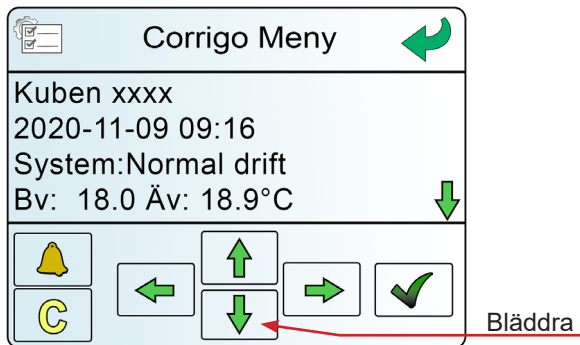 Corrigo Meny
Kuben xxxx
2020-11-09 09:16
System:Normal drift
Bv:  18.0 Äv: 18.9°C
C
Bläddra